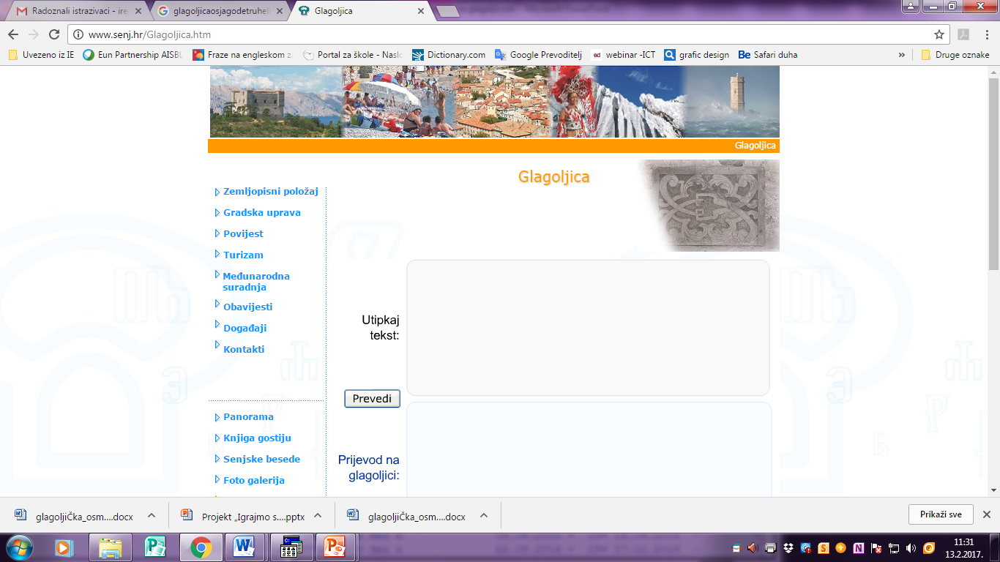 Radoznali istrazivaci - ire
glagoljicaosjagodetruhell
Glagoljica
www.senj.hr/Glagoljica.htm
Uvezeno iz IE
Eun Partnership AISBL
Fraze na engleskom za
Portal za škole - Naslo
Dictionary.com
Google Prevoditelj
webinar -ICT
grafic design
Safari duha
»
Druge oznake
Glagoljica
Glagoljica
Zemljopisni položaj
Gradska uprava
Povijest
Turizam
Međunarodna
suradnja
Obavijesti
Događaji
Kontakti
Utipkaj
tekst:
Prevedi
Panorama
Knjiga gostiju
Senjske besede
Foto galerija
Prijevod na
glagoljici:
glagoljiČka_osm....docx
Projekt „Igrajmo s....pptx
glagoljiČka_osm....docx
Prikaži sve
11:31
13.2.2017.